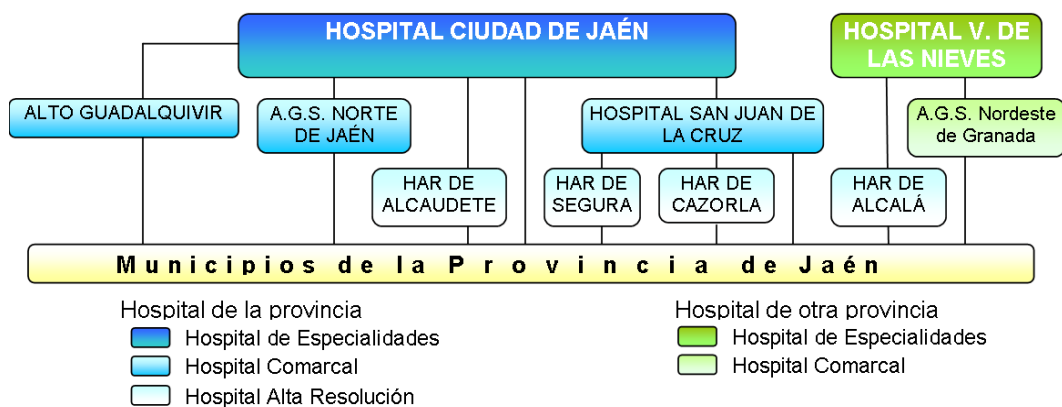 HOSPITAL CIUDAD DE JAÉN
HOSPITAL V. DE
LAS NIEVES
ALTO GUADALQUIVIR
A.G.S. NORTE
DE JAÉN
HOSPITAL SAN JUAN DE
LA CRUZ
A.G.S. Nordeste
de Granada
HAR DE
ALCAUDETE
HAR DE
SEGURA
HAR DE
CAZORLA
HAR DE
ALCALÁ
Municipios de la Provincia de Jaén
Hospital de la provincia
Hospital de Especialidades
Hospital Comarcal
Hospital Alta Resolución
Hospital de otra provincia
Hospital de Especialidades
Hospital Comarcal